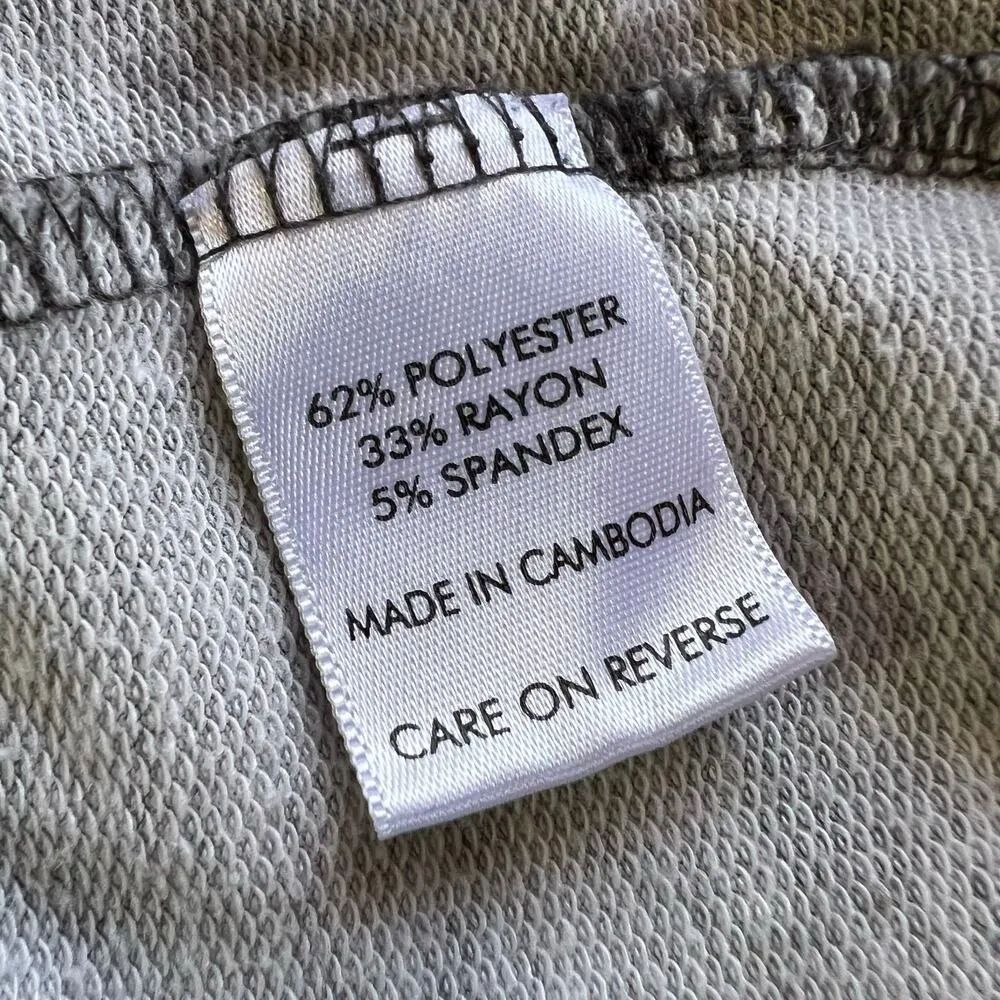 62% POLYESTER
33% RAYON
5% SPANDEX
MADE IN CAMBODIA
CARE ON REVERSE